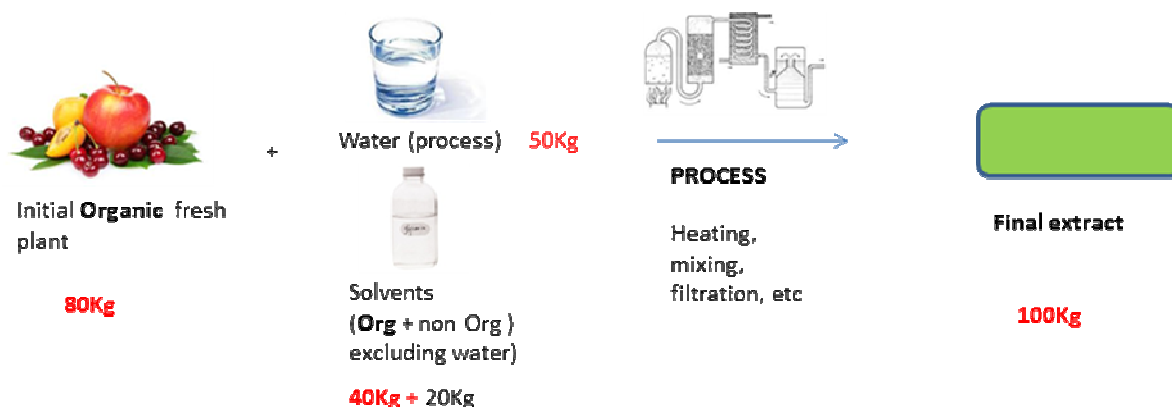 Initial Organic fresh
plant
80Kg
+
Water (process) 50Kg
Solvents
(Org + non Org )
excluding water)
40Kg + 20Kg
PROCESS
Heating,
mixing,
filtration, etc
Final extract
100Kg